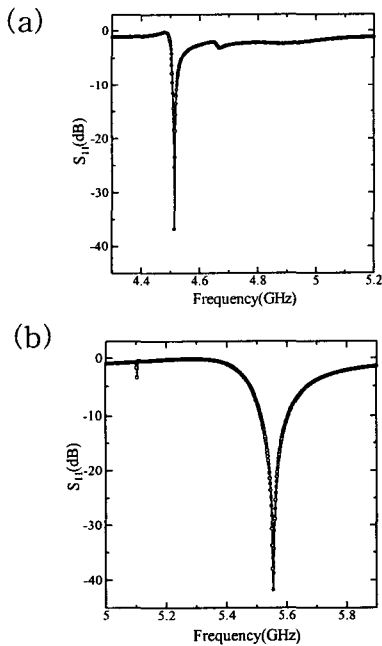 (a)
0
-10
-20
-30
-40
S11(dB)
4.4 4.6 4.8 5 5.2
Frequency(GHz)
(b)
0
-10
-20
-30
-40
S11(dB)
5 5.2 5.4 5.6 5.8
Frequency(GHz)